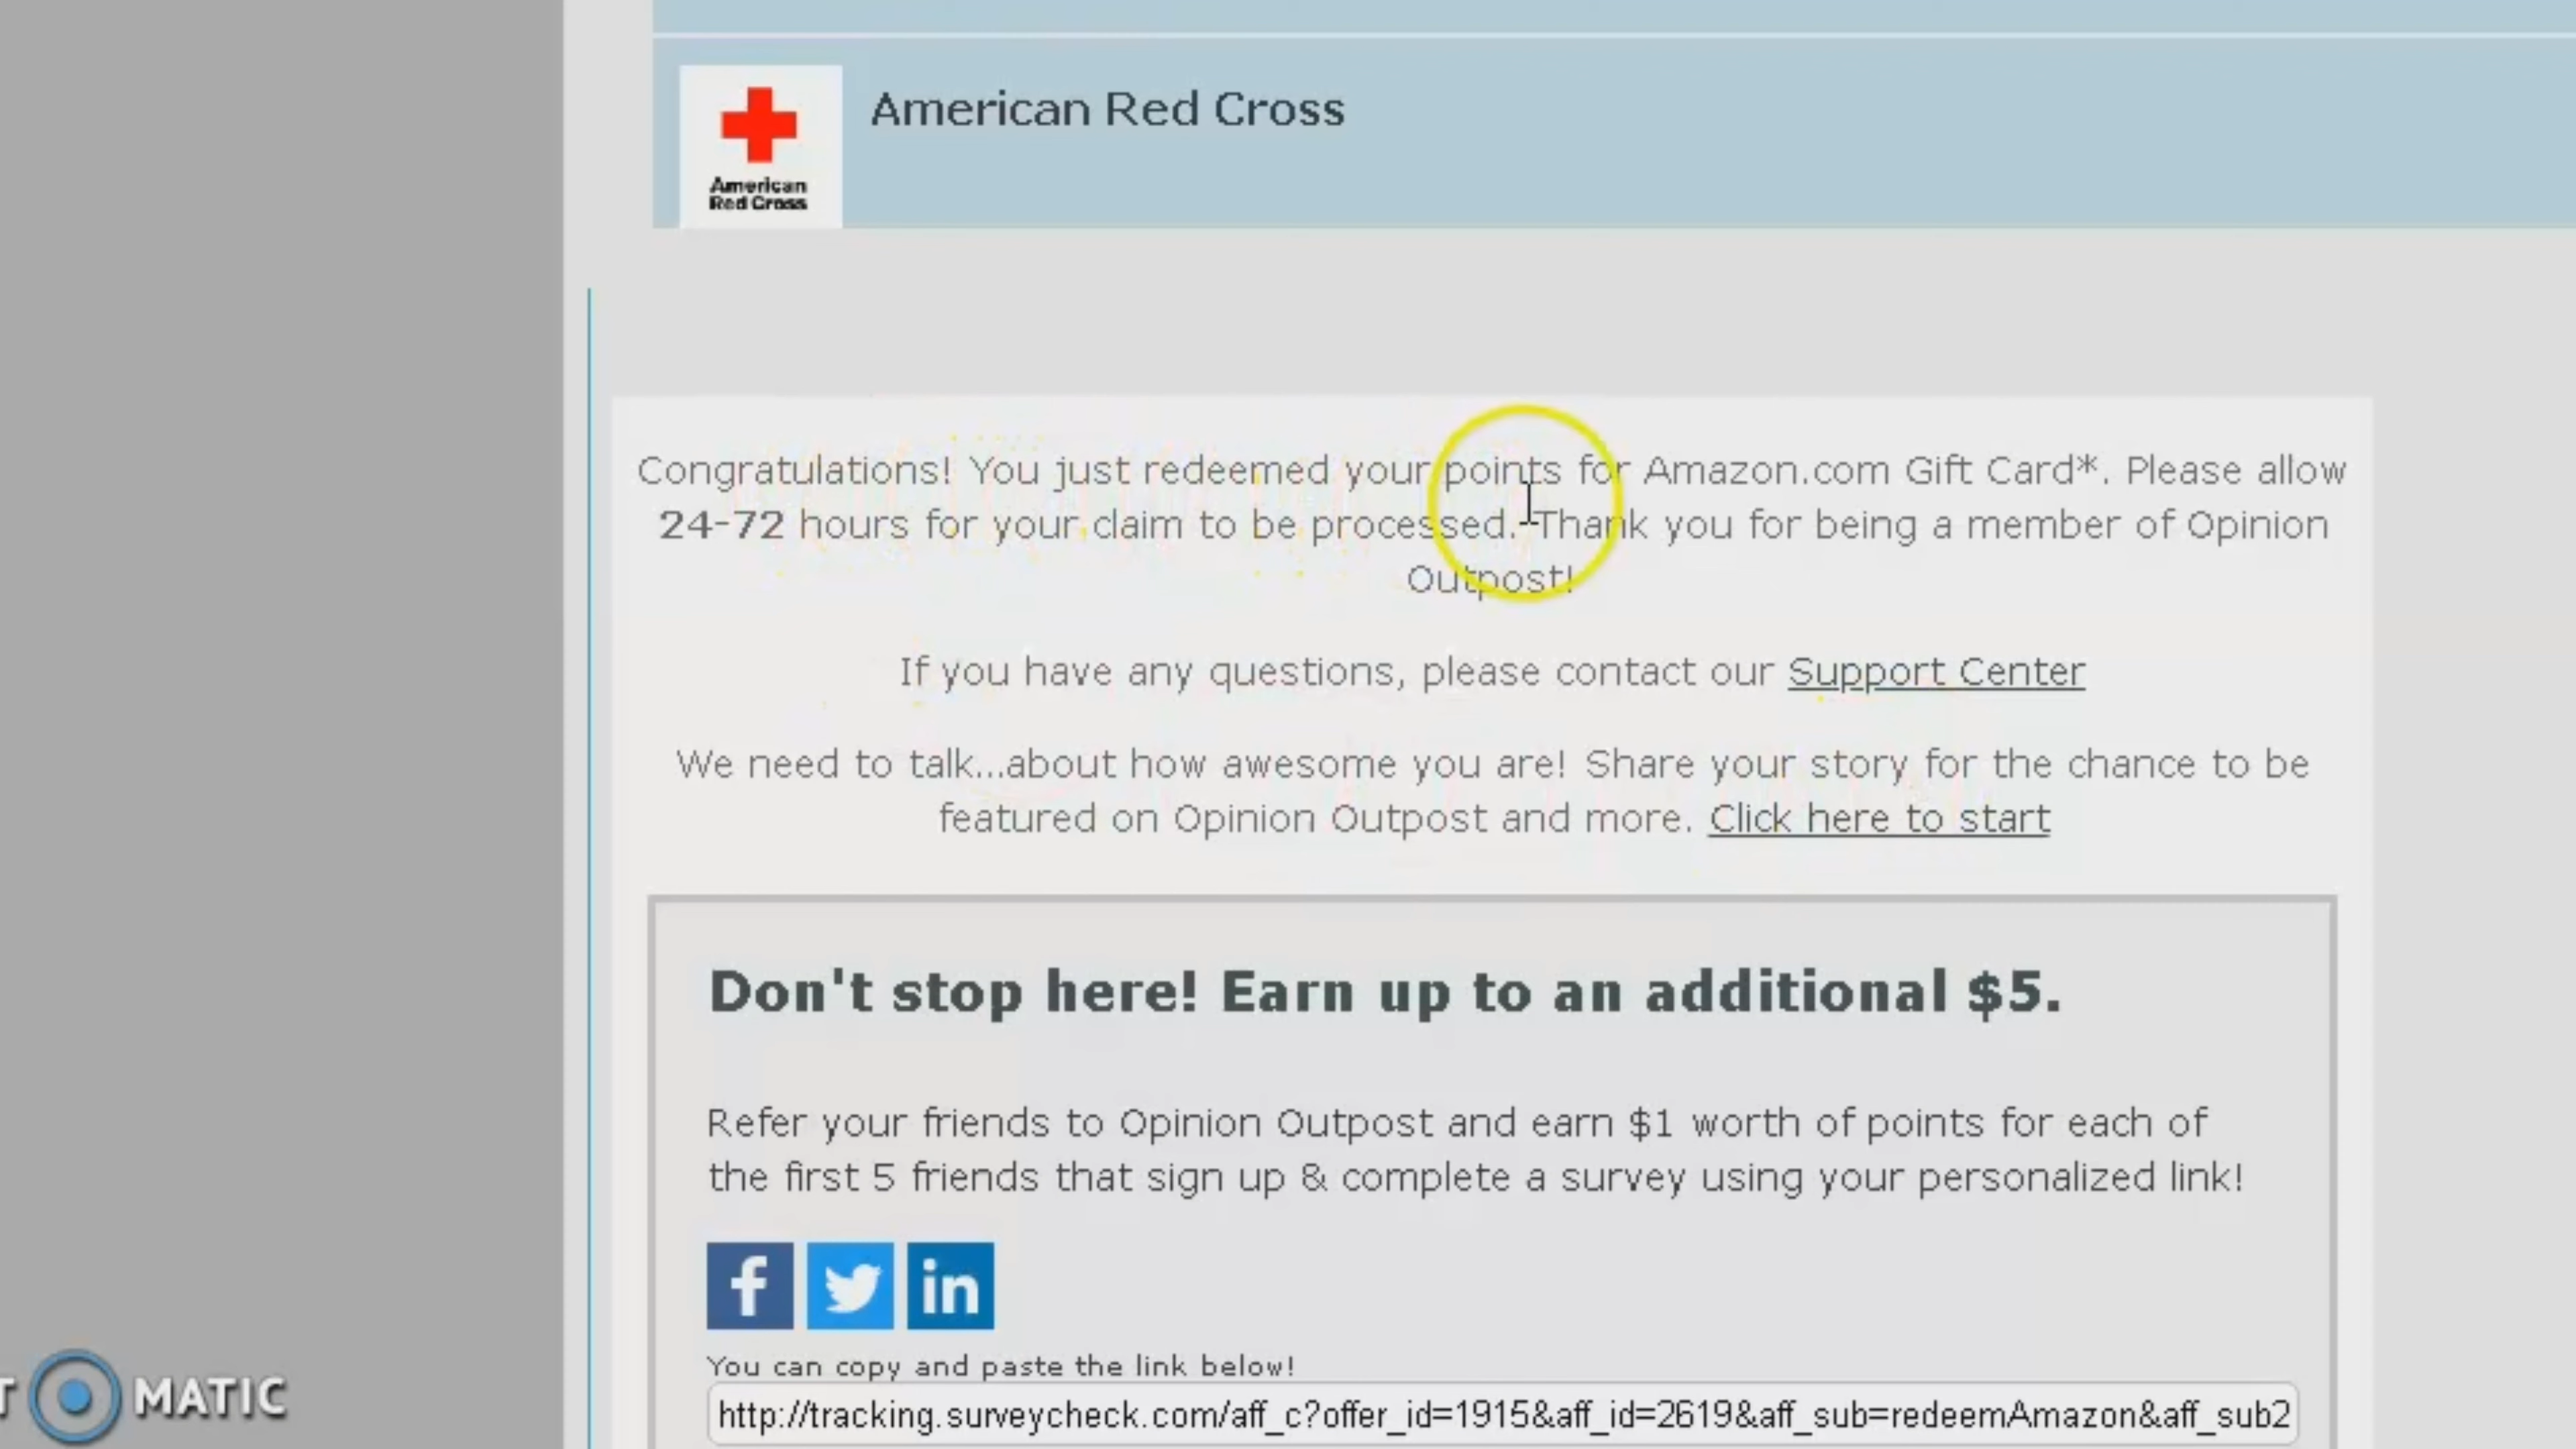 American Red Cross
American
Red Cross
Congratulations! You just redeemed your points for Amazon.com Gift Card*. Please allow
24-72 hours for your claim to be processed. Thank you for being a member of Opinion
Outpost!
If you have any questions, please contact our Support Center
We need to talk...about how awesome you are! Share your story for the chance to be
featured on Opinion Outpost and more. Click here to start
Don't stop here! Earn up to an additional $5.
Refer your friends to Opinion Outpost and earn $1 worth of points for each of
the first 5 friends that sign up & complete a survey using your personalized link!
f in
You can copy and paste the link below!
http://tracking.surveycheck.com/aff_c?offer_id=1915&aff_id=2619&aff_sub=redeemAmazon&aff_sub2
T MATIC